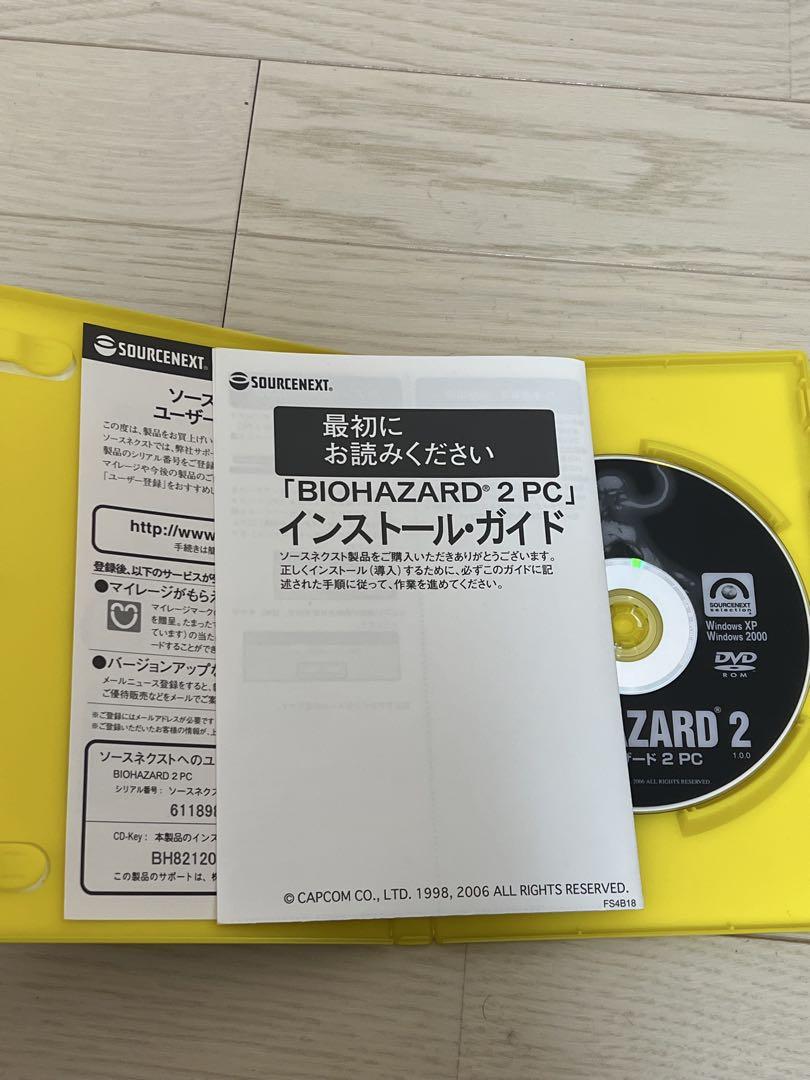 SOURCENEXT®
ソース
ユーザー
この度は、製品をお買上げい
ソースネクストでは、弊社サポー
製品のシリアル番号をご登録
マイレージや今後の製品のご
「ユーザー登録」をおすすめし
http://www
手続きは簡
登録後、以下のサービスが
●マイレージがもらえ
マイレージマーク
を贈呈。たまった
ています)の当た
ードすることができ
●バージョンアップな
メールニュース登録をすると、
ご優待販売などをメールでご案
※ご登録にはメールアドレスが必要です
※ご登録いただいたお客様の情報が、上
ソースネクストへのユ
BIOHAZARD 2 PC
シリアル番号: ソースネク
611898
CD-Key: 本製品のインス
BH82120
この製品のサポートは、
SOURCENEXT®
最初に
お読みください
「BIOHAZARD® 2 PC」
インストール・ガイド
ソースネクスト製品をご購入いただきありがとうございます。
正しくインストール(導入)するために、必ずこのガイドに記
述された手順に従って、作業を進めてください。
© CAPCOM CO., LTD. 1998, 2006 ALL RIGHTS RESERVED.
FS4B18
SOURCENEXT
selection
Windows XP
Windows 2000
DVD
ROM
ZARD® 2
ード 2 PC
1.0.0
2006 ALL RIGHTS RESERVED